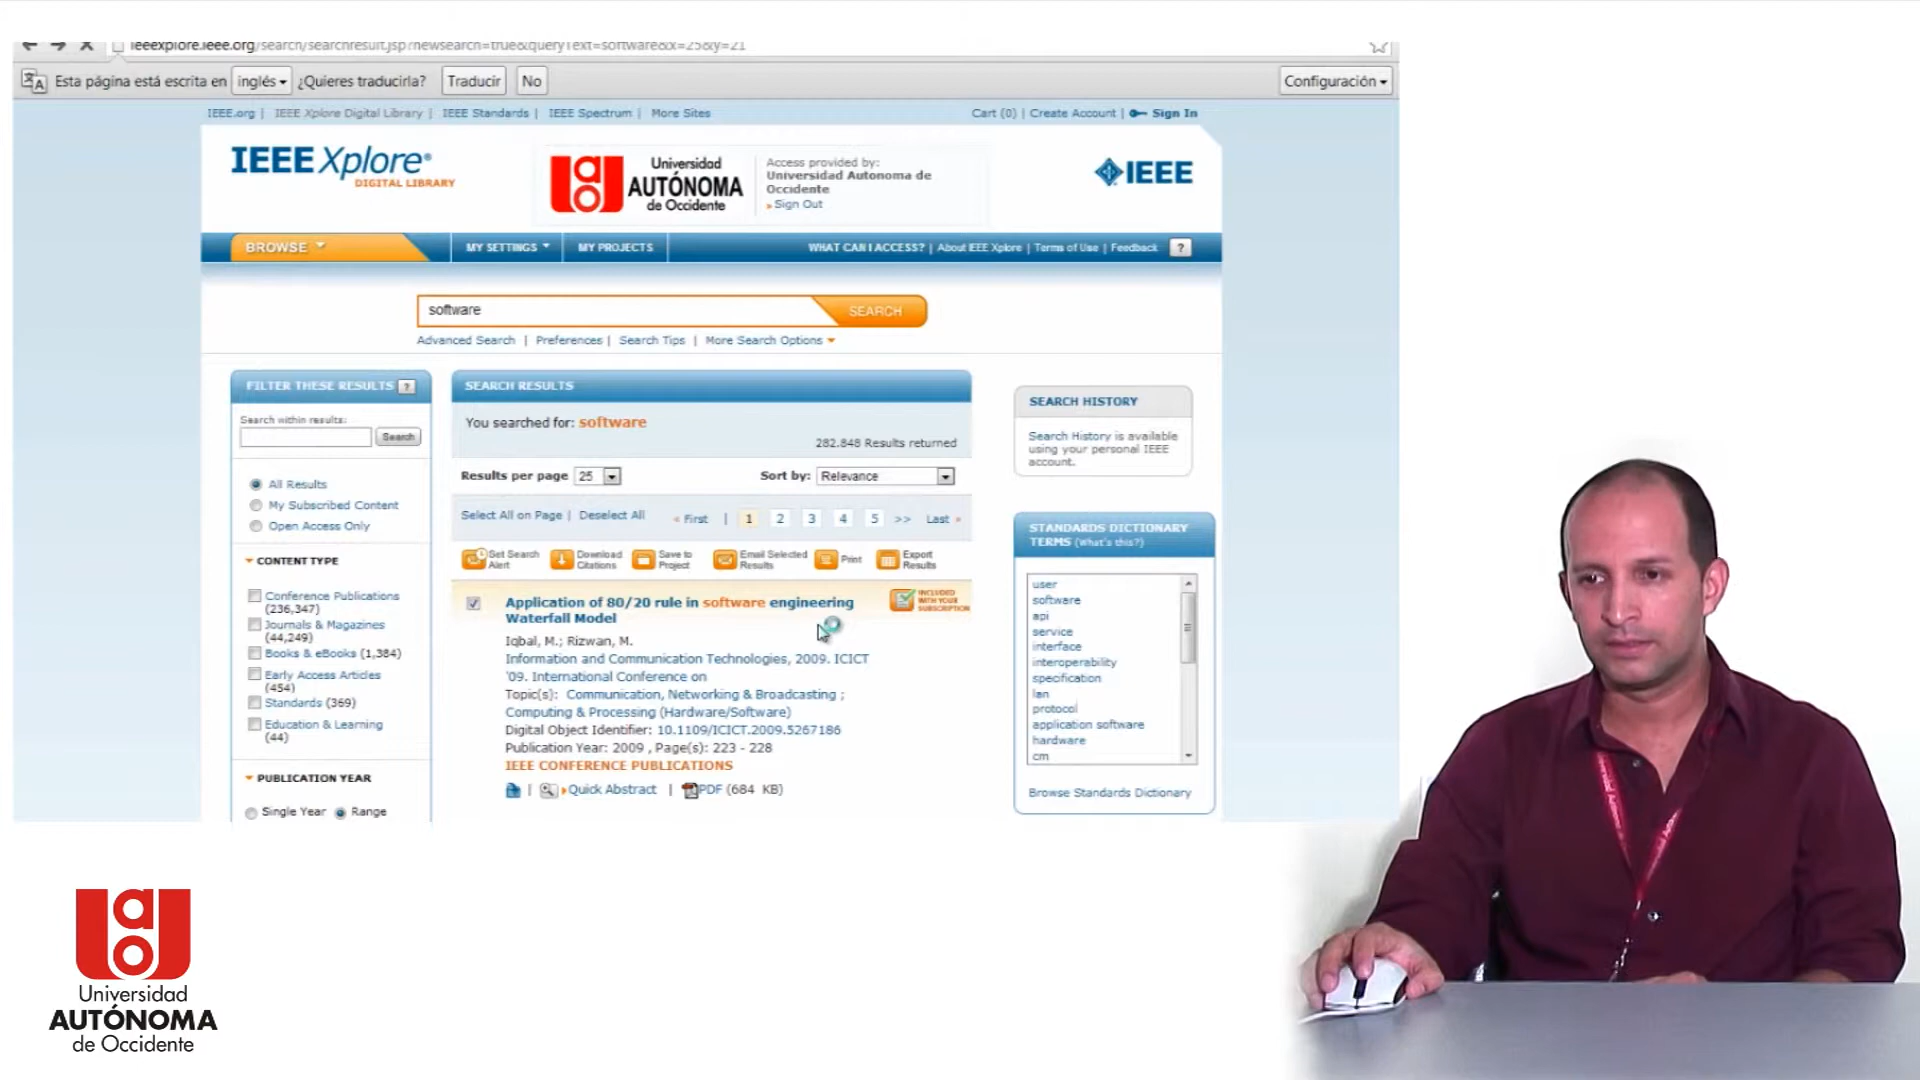 ieeexplore.ieee.org/search/searchresult.jsp?newsearch=true&queryText=software&x=25&y=21
Esta página está escrita en inglés ¿Quieres traducirla? Traducir No Configuración
IEEE.org | IEEE Xplore Digital Library | IEEE Standards | IEEE Spectrum | More Sites
Cart (0) | Create Account | Sign In
IEEE Xplore®
DIGITAL LIBRARY
Universidad
AUTÓNOMA
de Occidente
Access provided by:
Universidad Autonoma de
Occidente
Sign Out
IEEE
BROWSE MY SETTINGS MY PROJECTS WHAT CAN I ACCESS? | About IEEE Xplore | Terms of Use | Feedback ?
software SEARCH
Advanced Search | Preferences | Search Tips | More Search Options
FILTER THESE RESULTS ?
Search within results:
Search
All Results
My Subscribed Content
Open Access Only
CONTENT TYPE
Conference Publications
(236,347)
Journals & Magazines
(44,249)
Books & eBooks (1,384)
Early Access Articles
(454)
Standards (369)
Education & Learning
(44)
PUBLICATION YEAR
Single Year Range
SEARCH RESULTS
You searched for: software
282.848 Results returned
Results per page 25 Sort by: Relevance
Select All on Page | Deselect All « First | 1 2 3 4 5 >> Last »
Set Search
Alert
Download
Citations
Save to
Project
Email Selected
Results
Print
Export
Results
Application of 80/20 rule in software engineering
Waterfall Model
INCLUDED
WITH YOUR
SUBSCRIPTION
Iqbal, M.; Rizwan, M.
Information and Communication Technologies, 2009. ICICT
'09. International Conference on
Topic(s): Communication, Networking & Broadcasting ;
Computing & Processing (Hardware/Software)
Digital Object Identifier: 10.1109/ICICT.2009.5267186
Publication Year: 2009 , Page(s): 223 - 228
IEEE CONFERENCE PUBLICATIONS
| Quick Abstract | PDF (684 KB)
SEARCH HISTORY
Search History is available
using your personal IEEE
account.
STANDARDS DICTIONARY
TERMS (What's this?)
user
software
api
service
interface
interoperability
specification
lan
protocol
application software
hardware
cm
Browse Standards Dictionary
Universidad
AUTÓNOMA
de Occidente